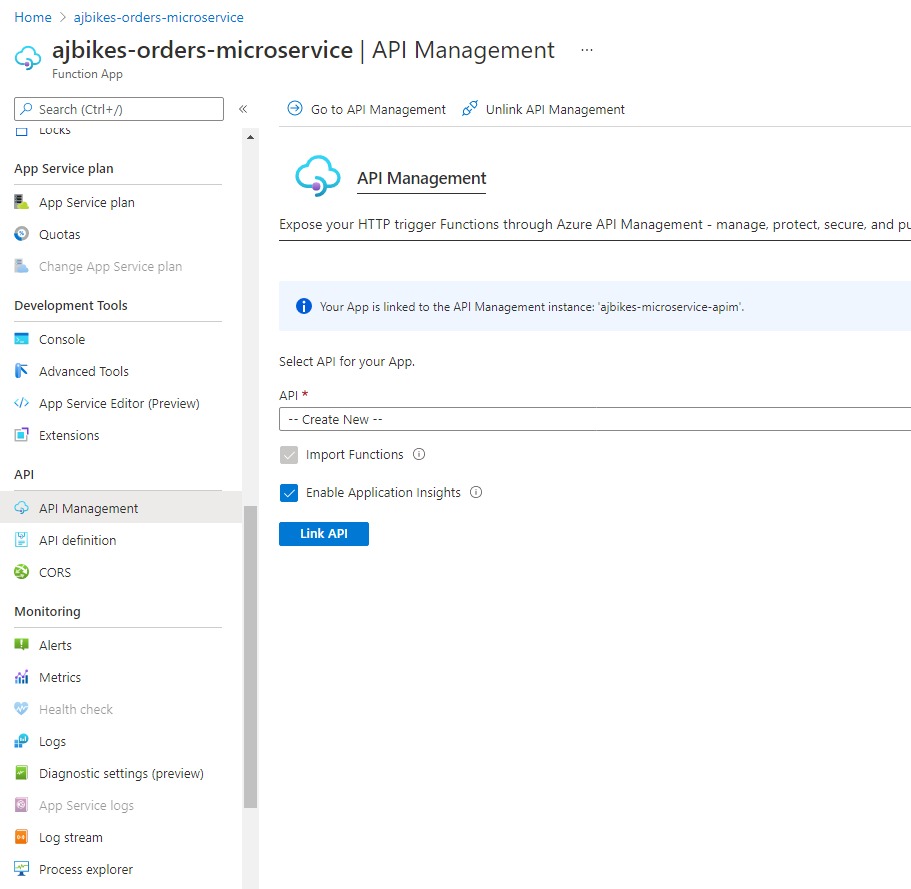 Home > ajbikes-orders-microservice
ajbikes-orders-microservice | API Management ...
Function App
Search (Ctrl+/) «
Locks
App Service plan
App Service plan
Quotas
Change App Service plan
Development Tools
Console
Advanced Tools
App Service Editor (Preview)
Extensions
API
API Management
API definition
CORS
Monitoring
Alerts
Metrics
Health check
Logs
Diagnostic settings (preview)
App Service logs
Log stream
Process explorer
Go to API Management Unlink API Management
API Management
Expose your HTTP trigger Functions through Azure API Management - manage, protect, secure, and pu
Your App is linked to the API Management instance: 'ajbikes-microservice-apim'.
Select API for your App.
API *
-- Create New --
Import Functions
Enable Application Insights
Link API